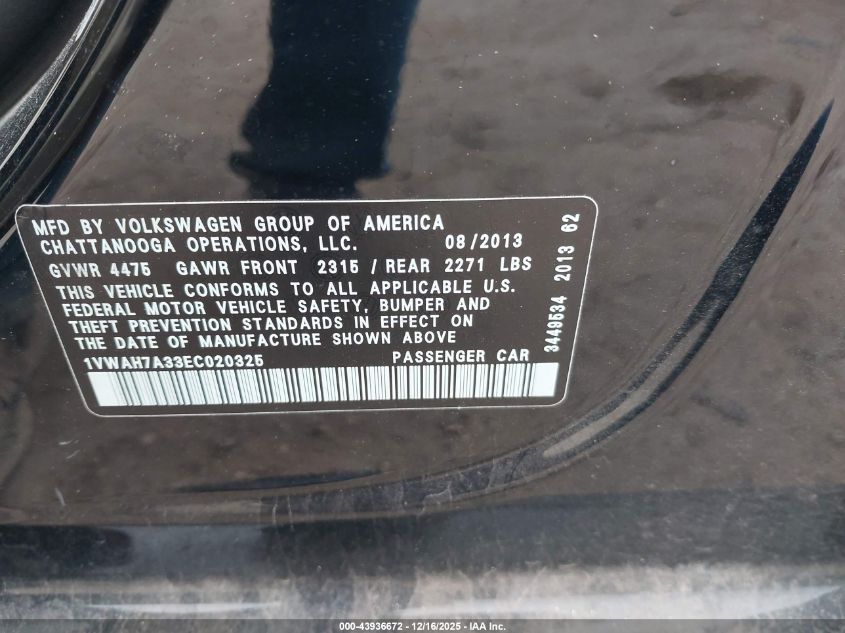 MFD BY VOLKSWAGEN GROUP OF AMERICA
CHATTANOOGA OPERATIONS, LLC. 08/2013
GVWR 4475 GAWR FRONT 2315 / REAR 2271 LBS
THIS VEHICLE CONFORMS TO ALL APPLICABLE U.S.
FEDERAL MOTOR VEHICLE SAFETY, BUMPER AND
THEFT PREVENTION STANDARDS IN EFFECT ON
THE DATE OF MANUFACTURE SHOWN ABOVE
1VWAH7A33EC020325 PASSENGER CAR
3449534 2013 62
000-43936672 - 12/16/2025 - IAA Inc.